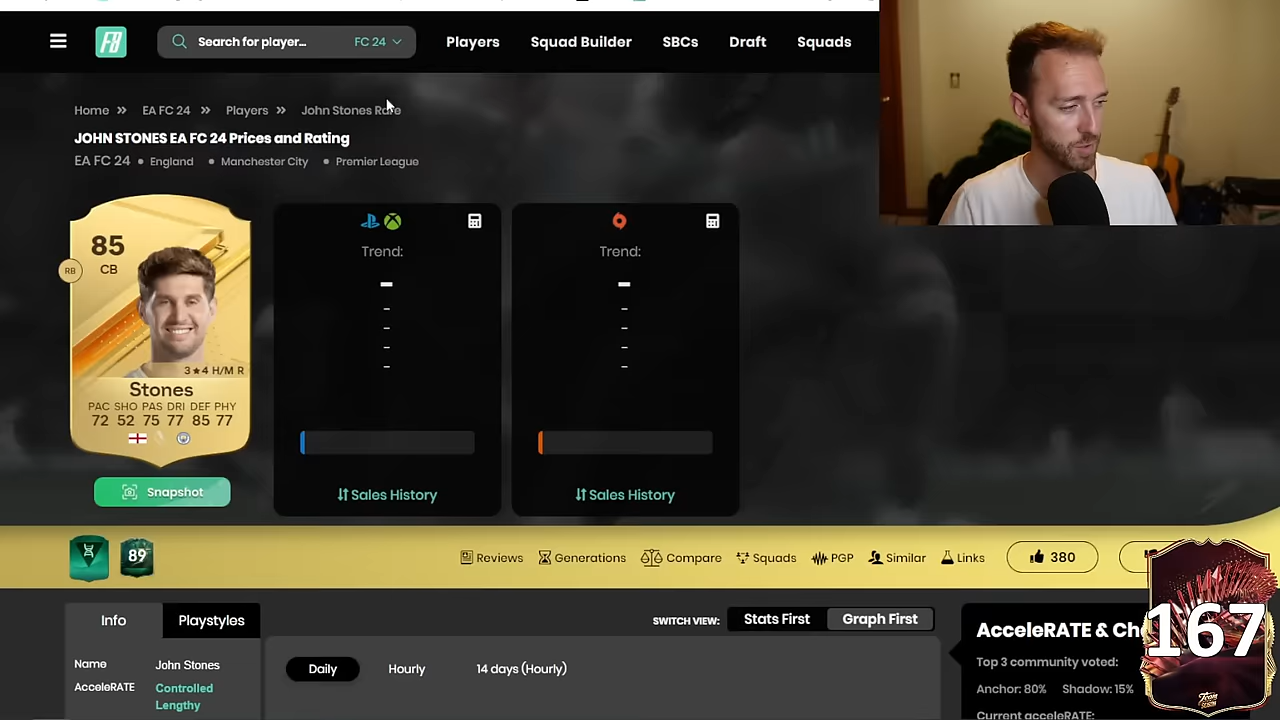 Search for player...
FC 24
Players
Squad Builder
SBCs
Draft
Squads
Home
EA FC 24
Players
John Stones Rare
JOHN STONES EA FC 24 Prices and Rating
EA FC 24 • England • Manchester City • Premier League
85
CB
RB
3★4 H/M R
Stones
PAC SHO PAS DRI DEF PHY
72 52 75 77 85 77
Snapshot
Trend:
Sales History
Trend:
Sales History
89
Reviews
Generations
Compare
Squads
PGP
Similar
Links
380
Info
Playstyles
Name
John Stones
AcceleRATE
Controlled
Lengthy
SWITCH VIEW:
Stats First
Graph First
Daily
Hourly
14 days (Hourly)
AcceleRATE &
Top 3 community voted:
Anchor: 80%
Shadow: 15%
Current acceleRATE:
167